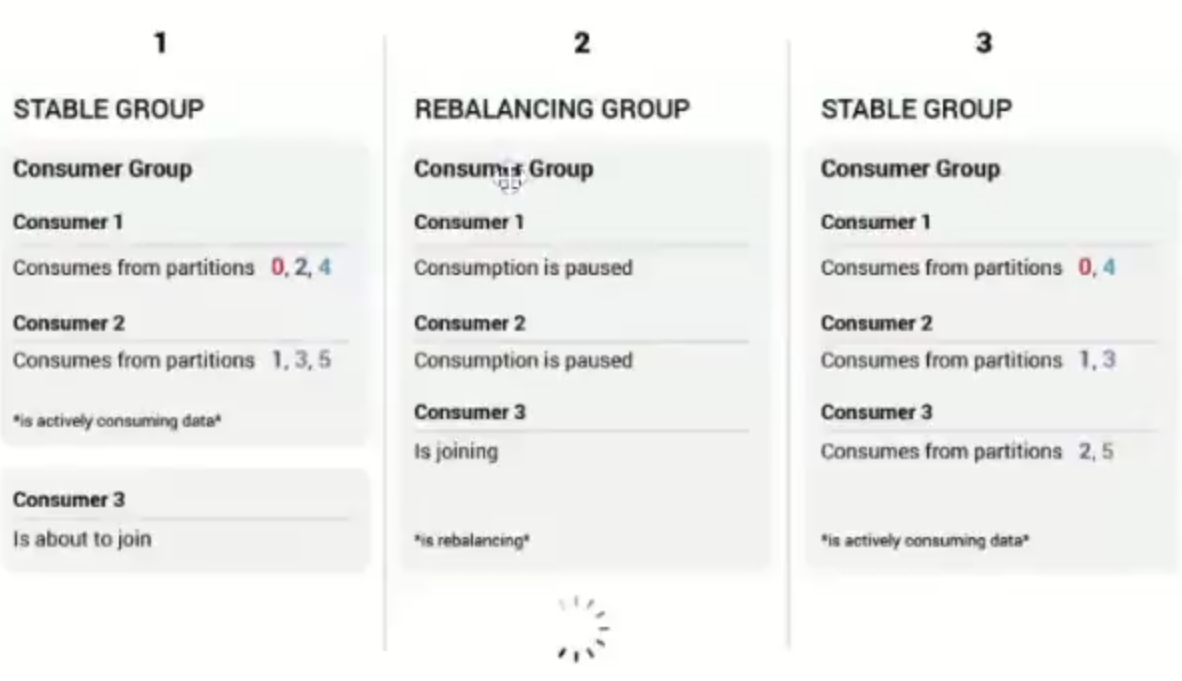 1
STABLE GROUP
Consumer Group
Consumer 1
Consumes from partitions 0, 2, 4
Consumer 2
Consumes from partitions 1, 3, 5
*is actively consuming data*
Consumer 3
Is about to join
2
REBALANCING GROUP
Consumer Group
Consumer 1
Consumption is paused
Consumer 2
Consumption is paused
Consumer 3
Is joining
*is rebalancing*
3
STABLE GROUP
Consumer Group
Consumer 1
Consumes from partitions 0, 4
Consumer 2
Consumes from partitions 1, 3
Consumer 3
Consumes from partitions 2, 5
*is actively consuming data*